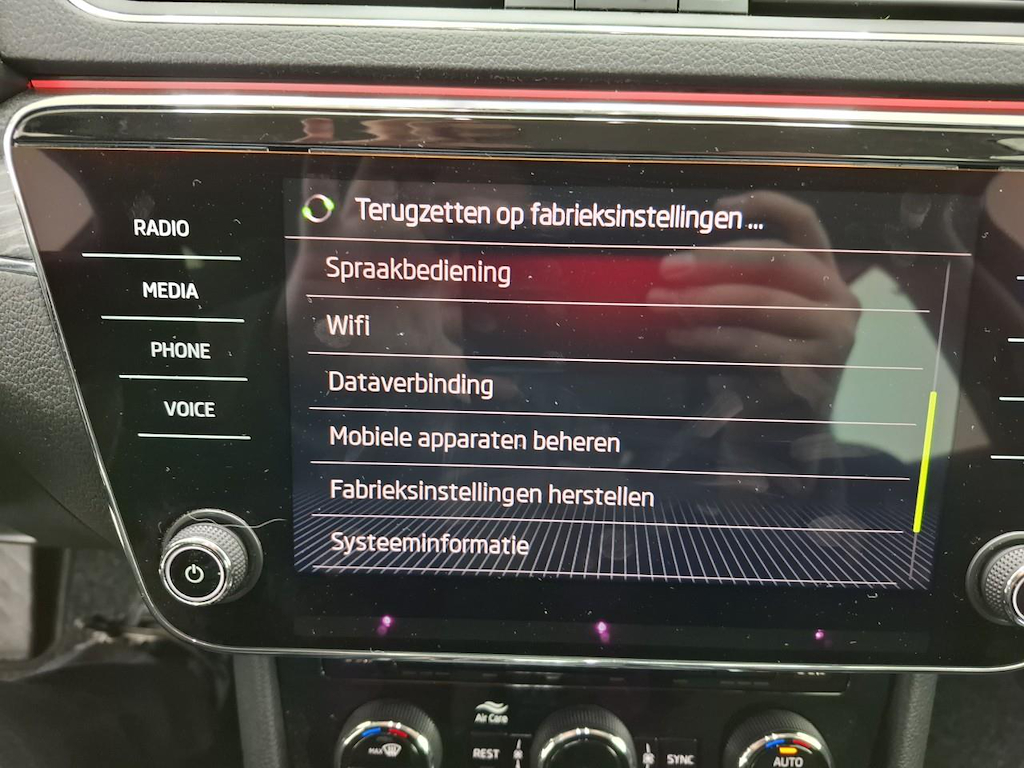 Terugzetten op fabrieksinstellingen ...
RADIO
MEDIA
PHONE
VOICE
Spraakbediening
Wifi
Dataverbinding
Mobiele apparaten beheren
Fabrieksinstellingen herstellen
Systeeminformatie
Air Care
MAX
REST
SYNC
AUTO